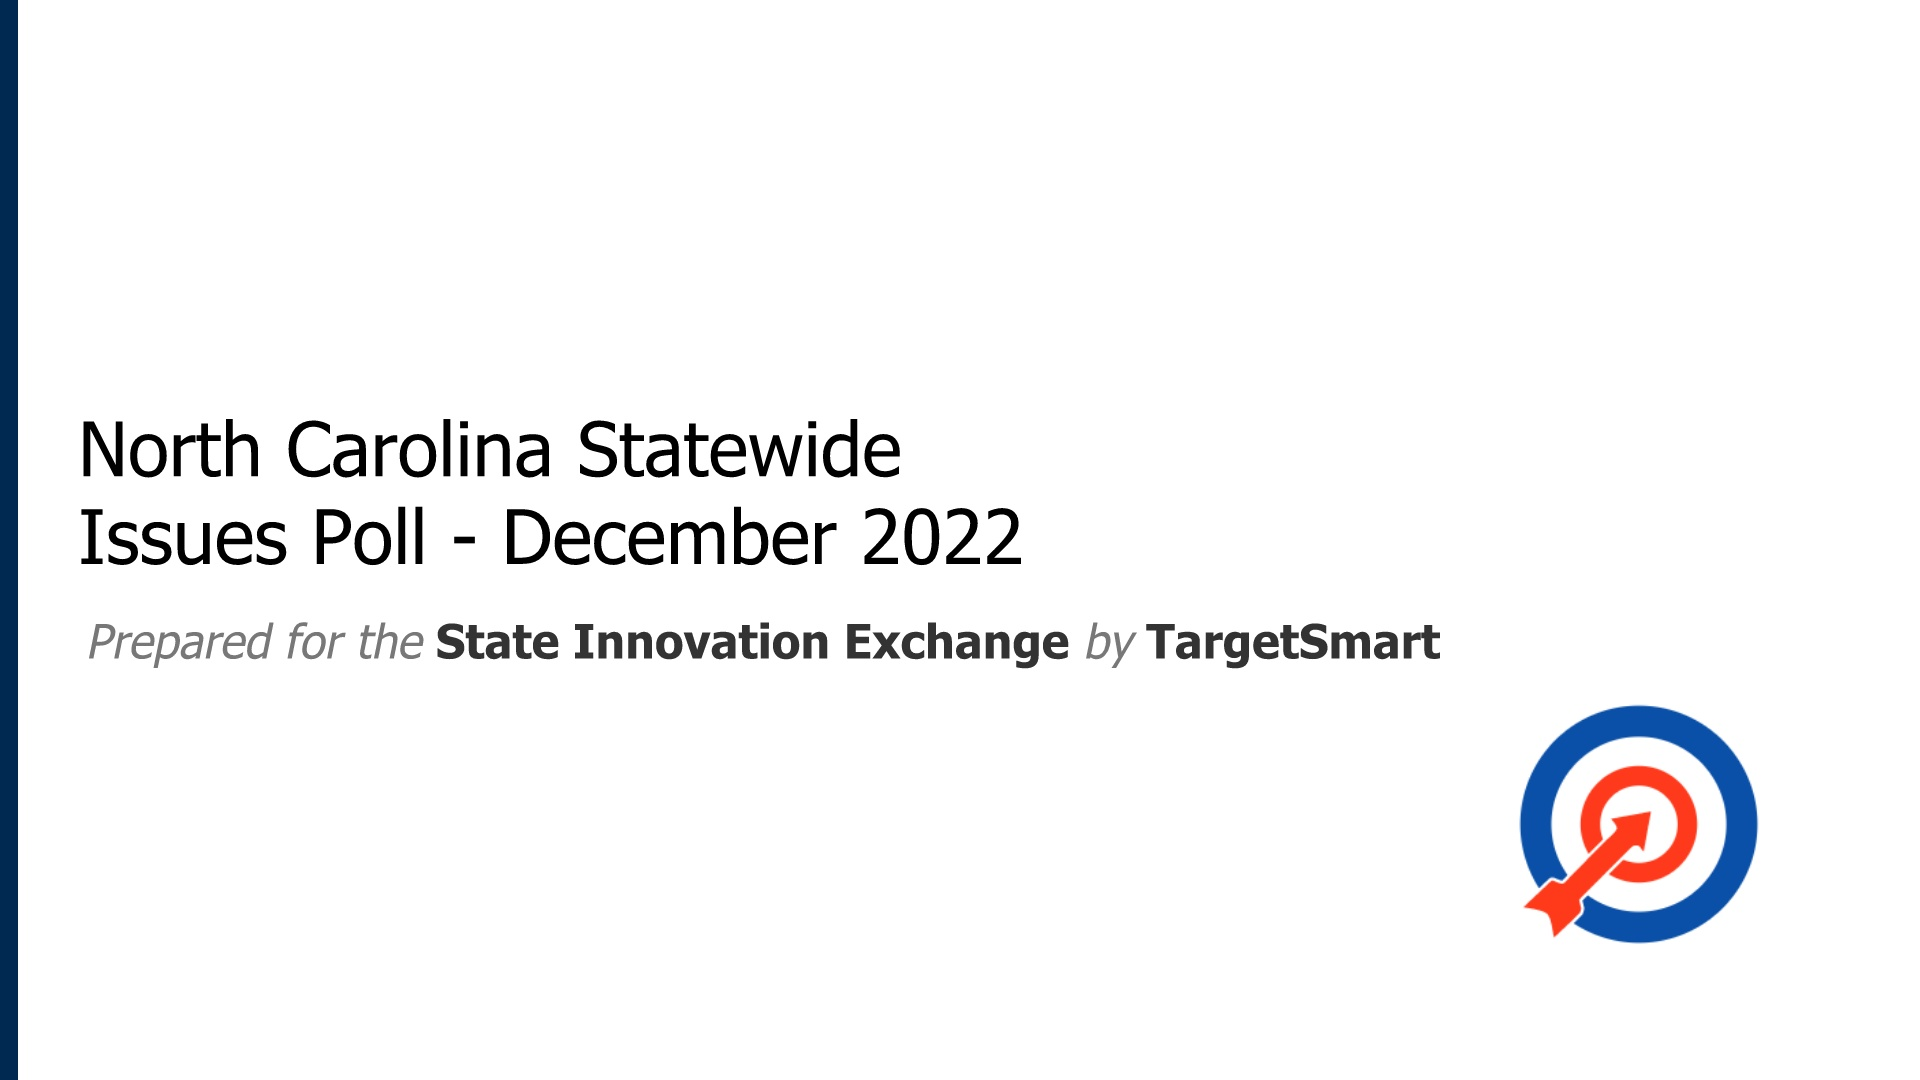 North Carolina Statewide
Issues Poll - December 2022
Prepared for the State Innovation Exchange by TargetSmart